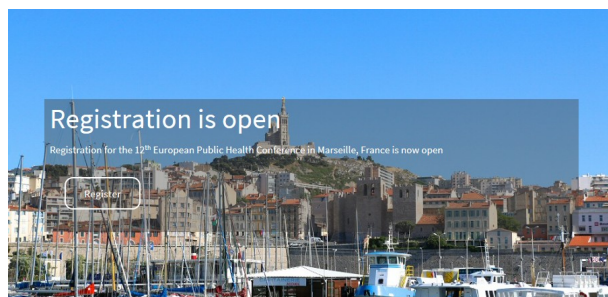 Registration is open
Registration for the 12th European Public Health Conference in Marseille, France is now open
Register